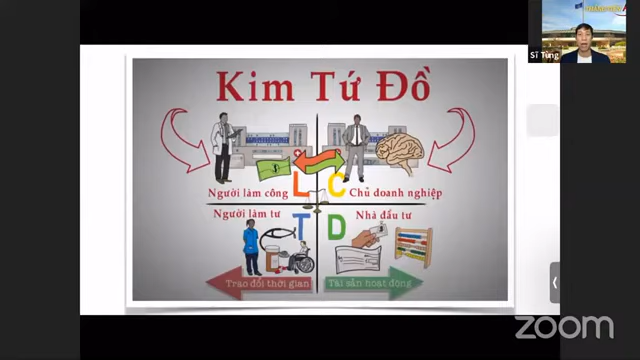 Kim Tứ Đồ
L
C
Người làm công
Chủ doanh nghiệp
Người làm tư
Nhà đầu tư
T
D
Trao đổi thời gian
Tài sản hoạt động
Sĩ Tùng
zoom